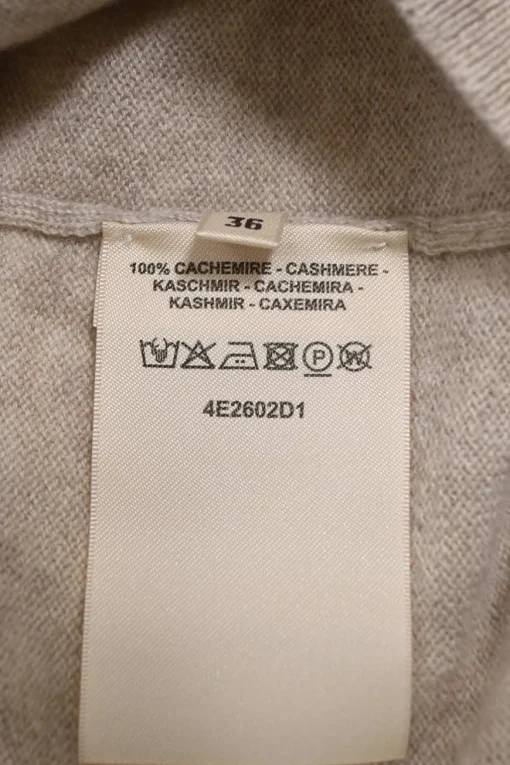 36
100% CACHEMIRE - CASHMERE -
KASCHMIR - CACHEMIRA -
KASHMIR - CAXEMIRA
P W
4E2602D1